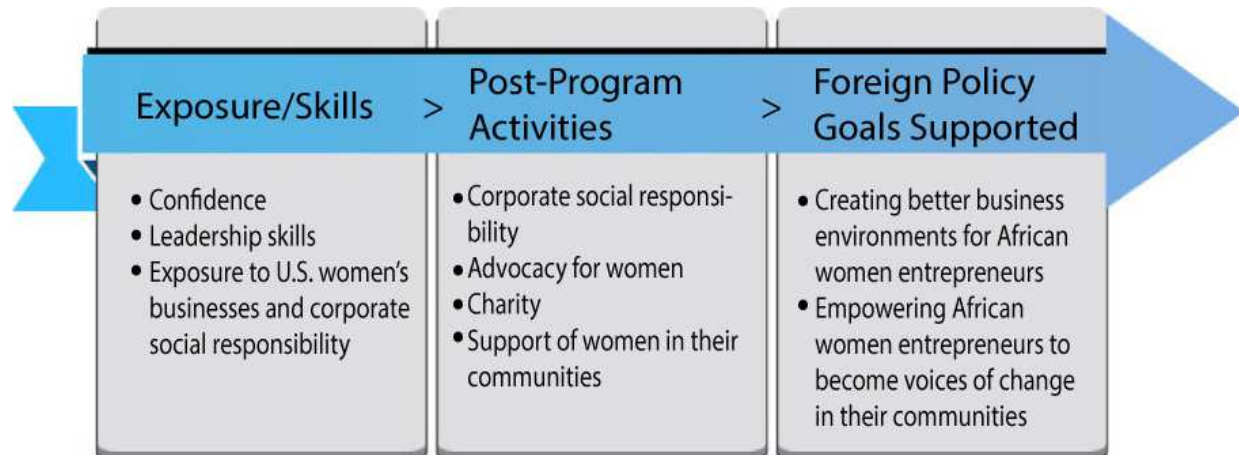 Exposure/Skills
>
Post-Program
Activities
>
Foreign Policy
Goals Supported
• Confidence
• Leadership skills
• Exposure to U.S. women's
businesses and corporate
social responsibility
• Corporate social responsi-
bility
• Advocacy for women
• Charity
• Support of women in their
communities
• Creating better business
environments for African
women entrepreneurs
• Empowering African
women entrepreneurs to
become voices of change
in their communities